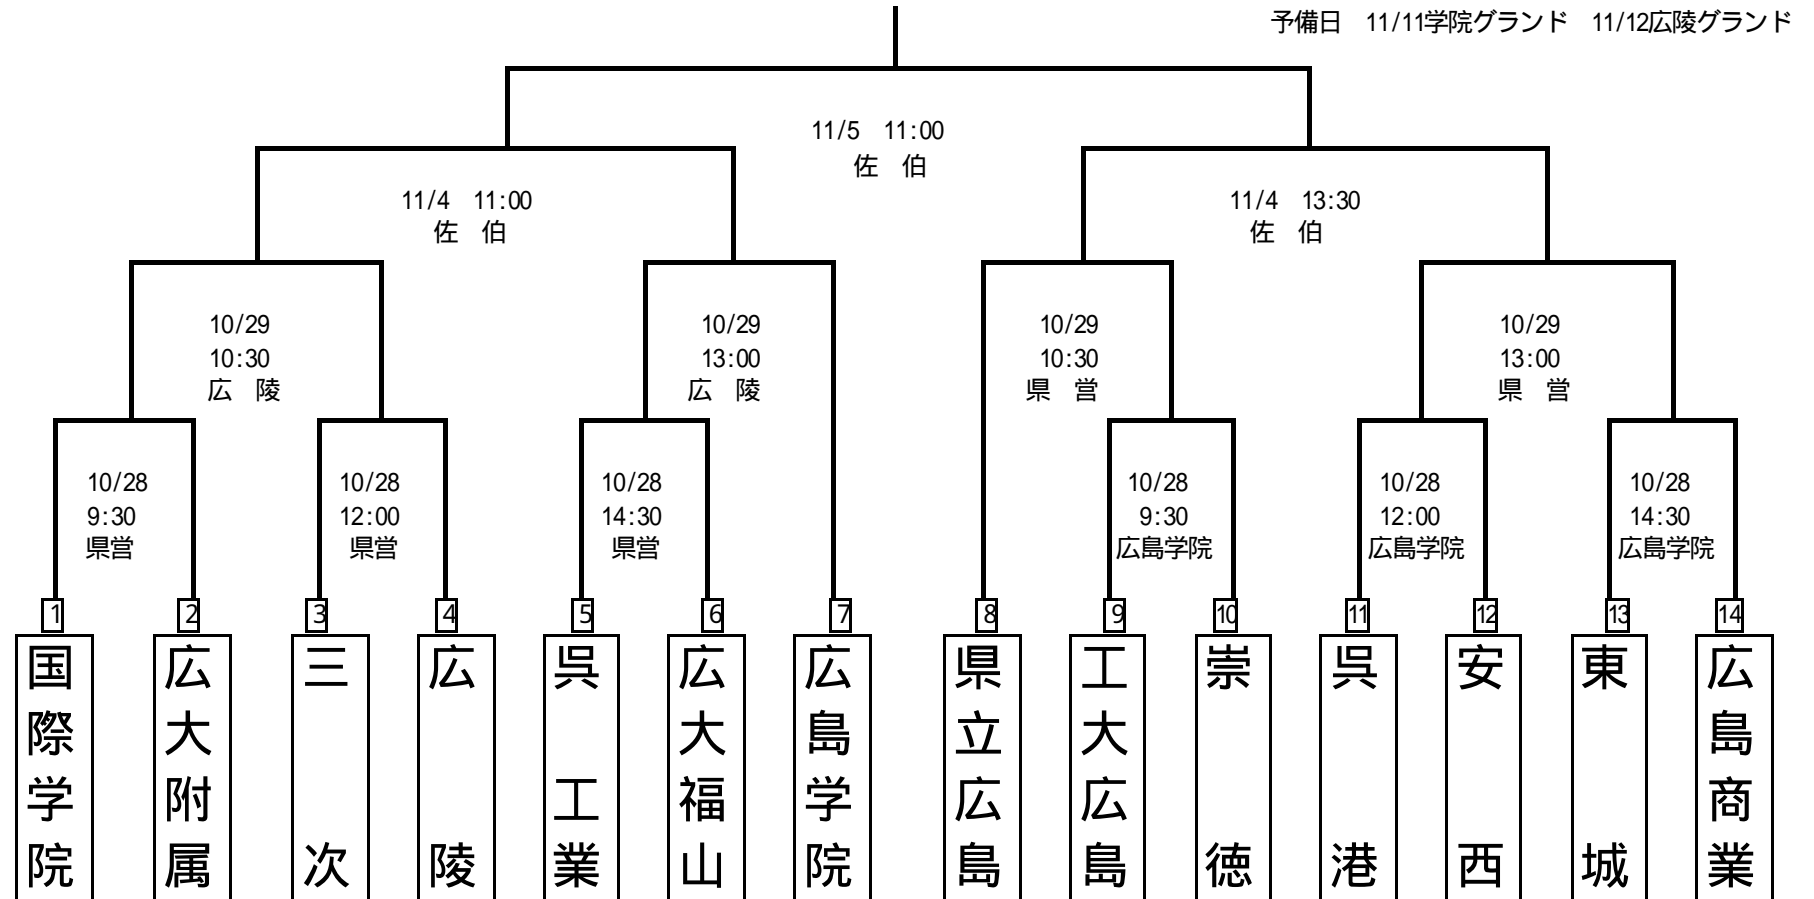 予備日　11/11学院グランド　11/12広陵グランド
11/5　11:00
佐　伯
11/4　11:00
佐　伯
11/4　13:30
佐　伯
10/29
10:30
広　陵
10/29
13:00
広　陵
10/29
10:30
県　営
10/29
13:00
県　営
10/28
9:30
県営
10/28
12:00
県営
10/28
14:30
県営
10/28
9:30
広島学院
10/28
12:00
広島学院
10/28
14:30
広島学院
1
国際学院
2
広大附属
3
三次
4
広陵
5
呉工業
6
広大福山
7
広島学院
8
県立広島
9
工大広島
10
崇徳
11
呉港
12
安西
13
東城
14
広島商業